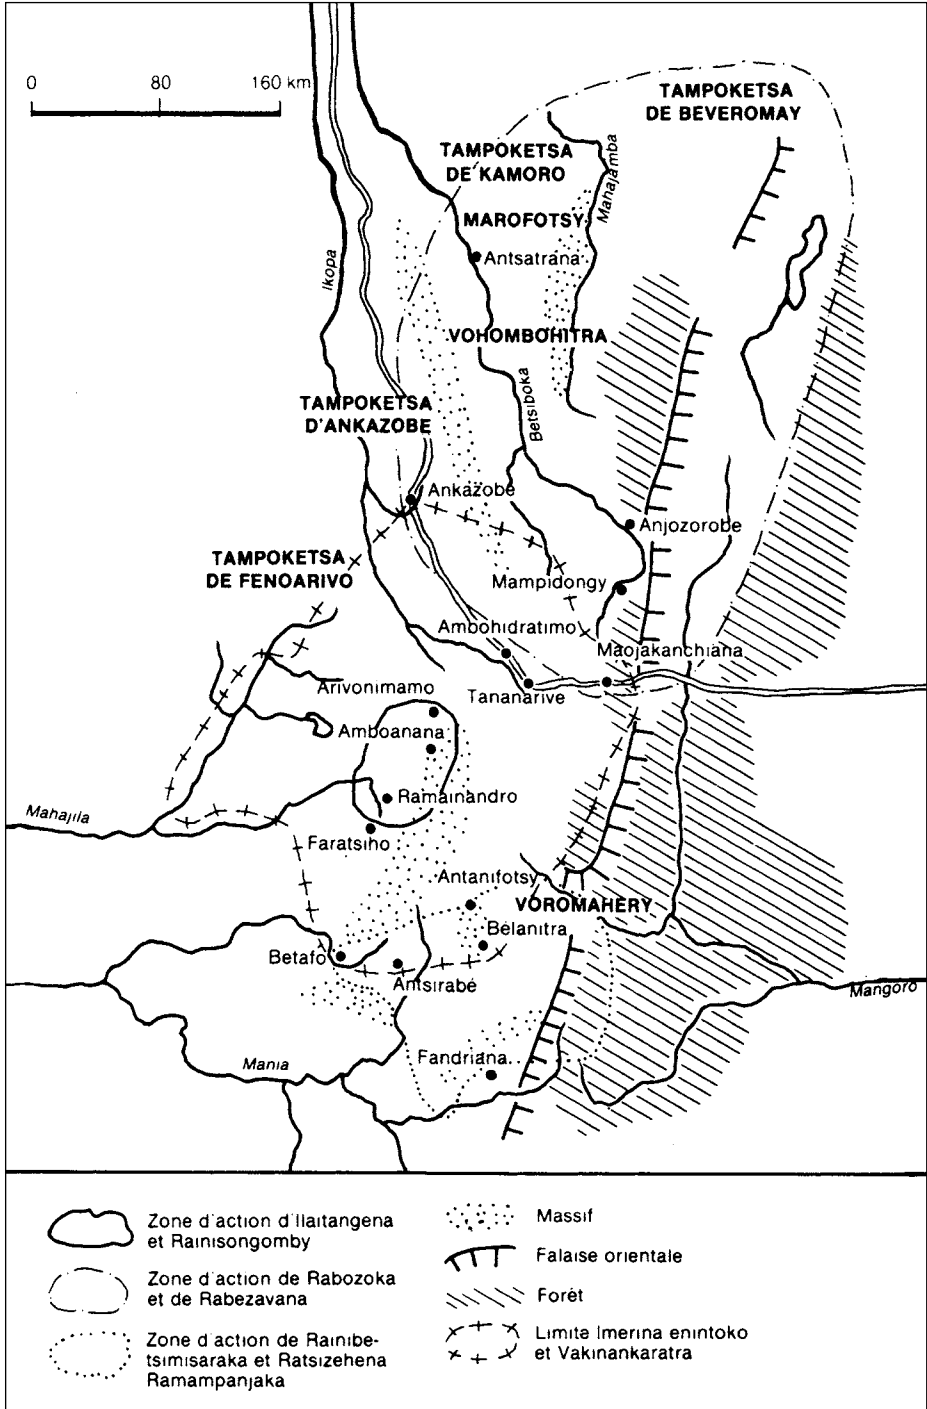 0 80 160 km
TAMPOKETSA
DE BEVEROMAY
TAMPOKETSA
DE KAMORO
Mahajamba
MAROFOTSY
Antsatrana
Ikopa
VOHOMBOHITRA
Betsiboka
TAMPOKETSA
D'ANKAZOBE
Ankazobe
Anjozorobe
TAMPOKETSA
DE FENOARIVO
Mampidongy
Ambohidratimo
Maojakanchiana
Arivonimamo
Tananarive
Amboanana
Ramainandro
Mahajila
Faratsiho
Antanifotsy
VOROMAHERY
Belanitra
Betafo
Antsirabé
Mangoro
Mania
Fandriana
Zone d'action d'Ilaitangena
et Rainisongomby
Zone d'action de Rabozoka
et de Rabezavana
Zone d'action de Rainibe-
tsimisaraka et Ratsizehena
Ramampanjaka
Massif
Falaise orientale
Forêt
Limite Imerina enintoko
et Vakinankaratra